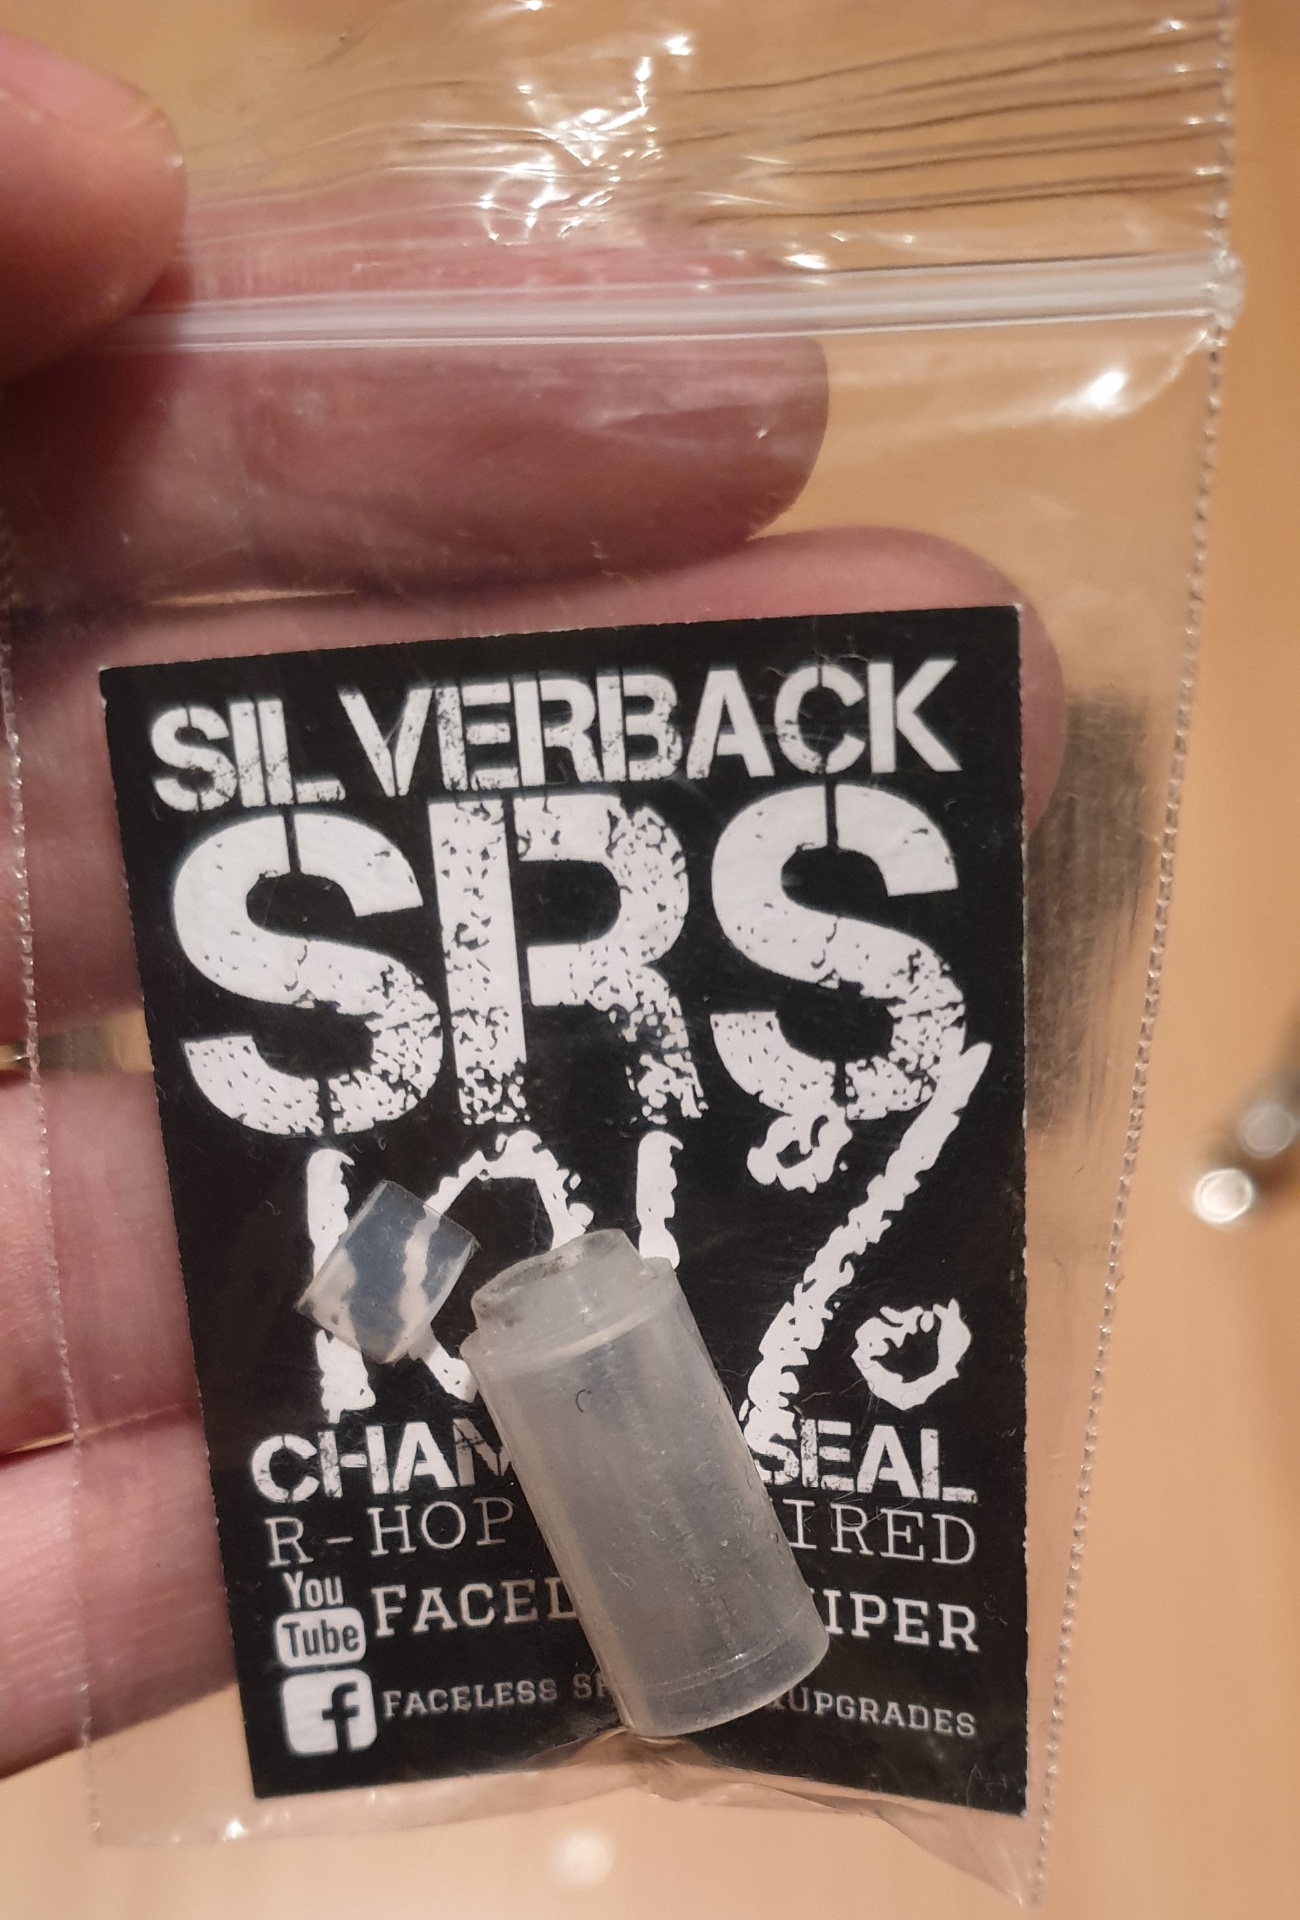 SILVERBACK
SRS
%
CHAM SEAL
R-HOP IRED
You
Tube FACEL IPER
f FACELESS S UPGRADES